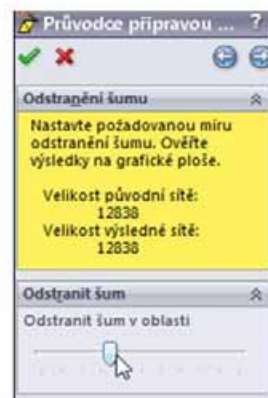 Průvodce přípravou ... ?
Odstranění šumu
Nastavte požadovanou míru
odstranění šumu. Ověřte
výsledky na grafické ploše.
Velikost původní sítě:
12838
Velikost výsledné sítě:
12838
Odstranit šum
Odstranit šum v oblasti